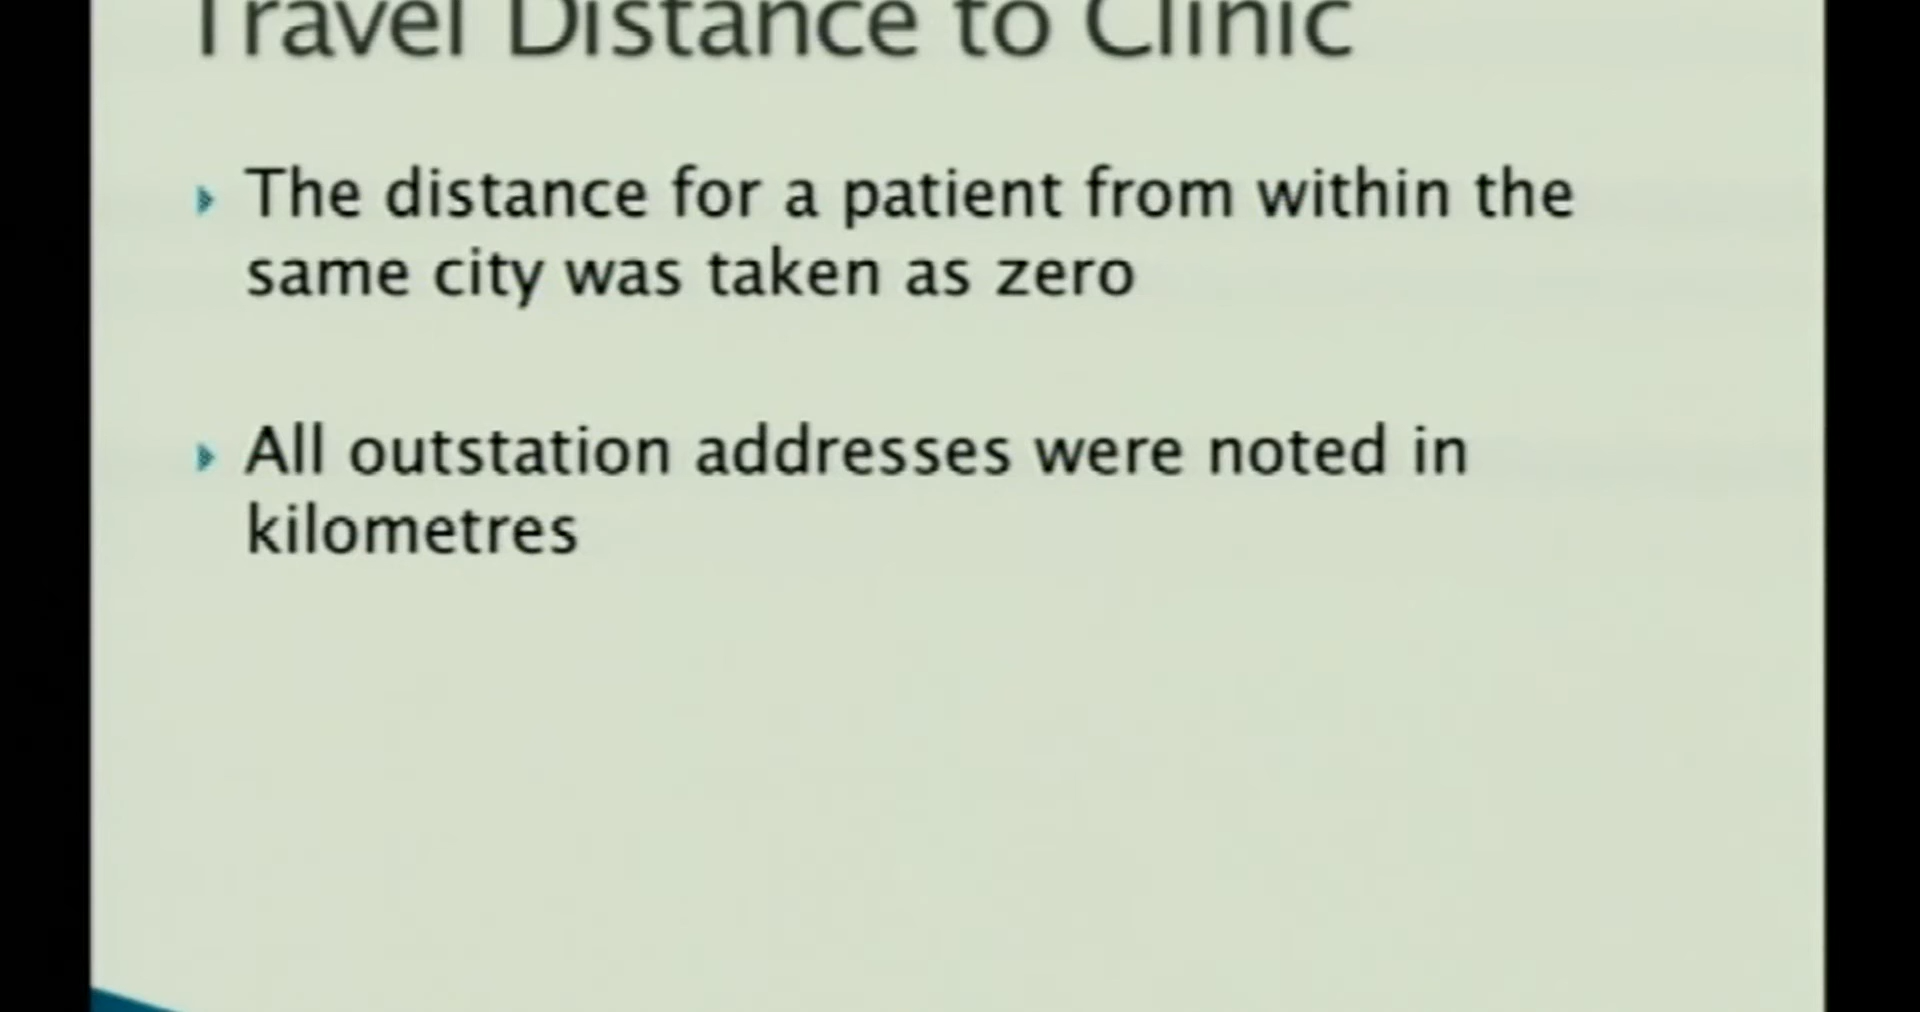 Travel Distance to Clinic
The distance for a patient from within the
same city was taken as zero
All outstation addresses were noted in
kilometres